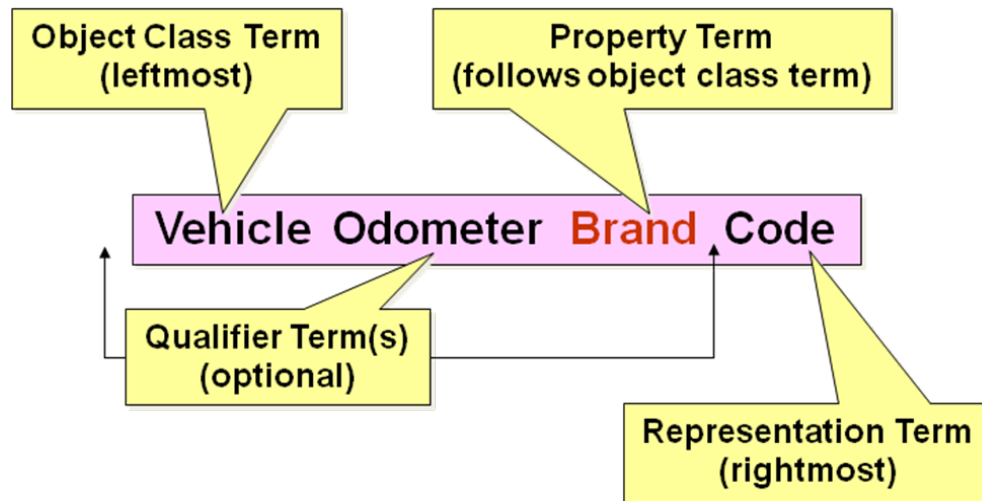 Object Class Term
(leftmost)
Property Term
(follows object class term)
Vehicle Odometer Brand Code
Qualifier Term(s)
(optional)
Representation Term
(rightmost)